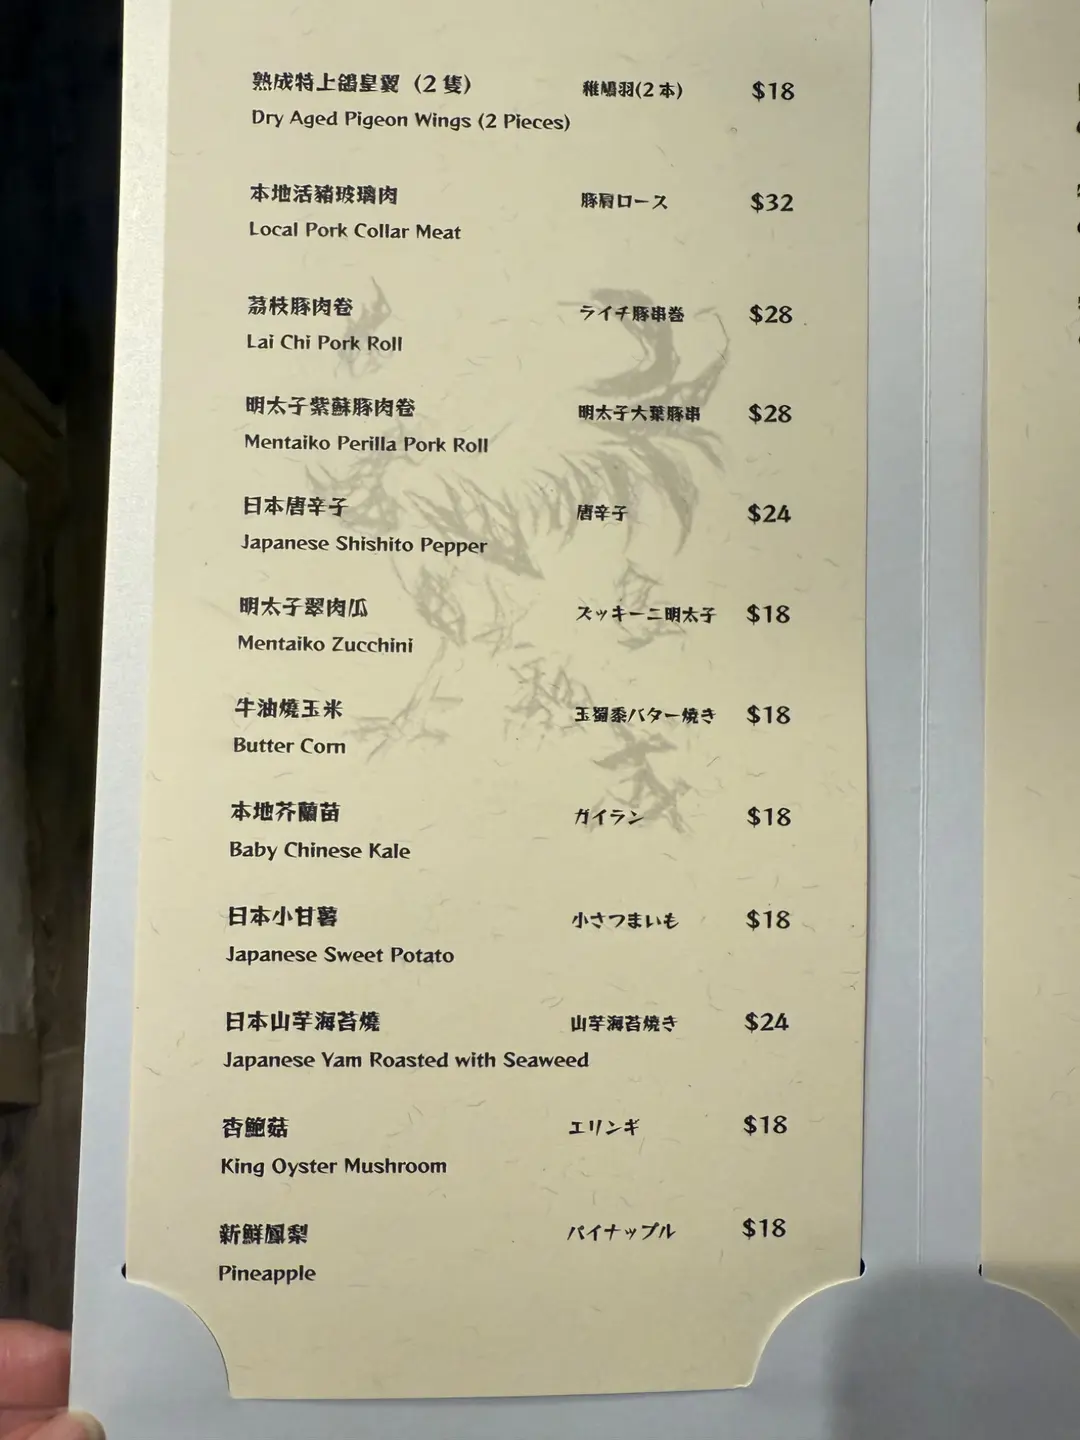 熟成特上鴿皇翼 (2 隻) 稚鳩羽(2 本) $18
Dry Aged Pigeon Wings (2 Pieces)
本地活豬玻璃肉 豚肩ロース $32
Local Pork Collar Meat
荔枝豚肉卷 ライチ豚串巻 $28
Lai Chi Pork Roll
明太子紫蘇豚肉卷 明太子大葉豚串 $28
Mentaiko Perilla Pork Roll
日本唐辛子 唐辛子 $24
Japanese Shishito Pepper
明太子翠肉瓜 ズッキーニ明太子 $18
Mentaiko Zucchini
牛油燒玉米 玉蜀黍バター焼き $18
Butter Corn
本地芥蘭苗 ガイラン $18
Baby Chinese Kale
日本小甘薯 小さつまいも $18
Japanese Sweet Potato
日本山芋海苔燒 山芋海苔焼き $24
Japanese Yam Roasted with Seaweed
杏鮑菇 エリンギ $18
King Oyster Mushroom
新鮮鳳梨 パイナップル $18
Pineapple